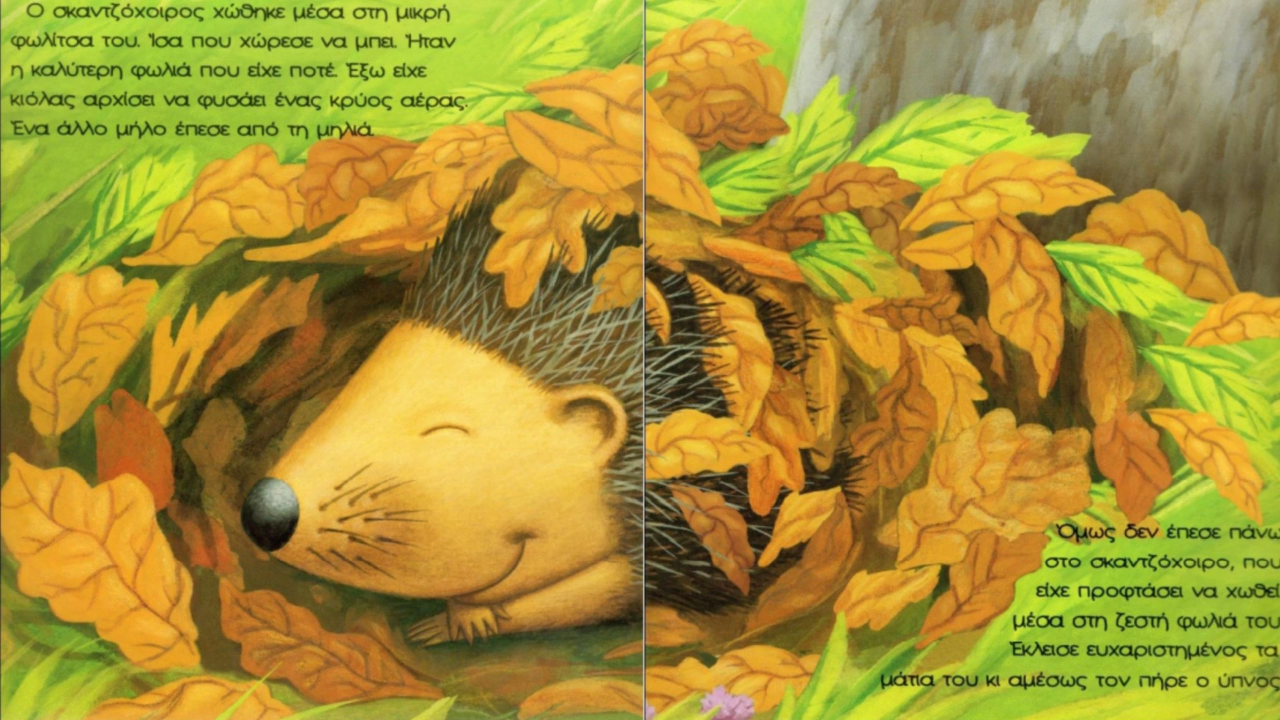 Ο σκαντζόχοιρος χώθηκε μέσα στη μικρή
φωλίτσα του. Ίσα που χώρεσε να μπει. Ήταν
η καλύτερη φωλιά που είχε ποτέ. Έξω είχε
κιόλας αρχίσει να φυσάει ένας κρύος αέρας.
Ένα άλλο μήλο έπεσε από τη μηλιά.
Όμως δεν έπεσε πάνω
στο σκαντζόχοιρο, που
είχε προφτάσει να χωθεί
μέσα στη ζεστή φωλιά του
Έκλεισε ευχαριστημένος τα
μάτια του κι αμέσως τον πήρε ο ύπνος